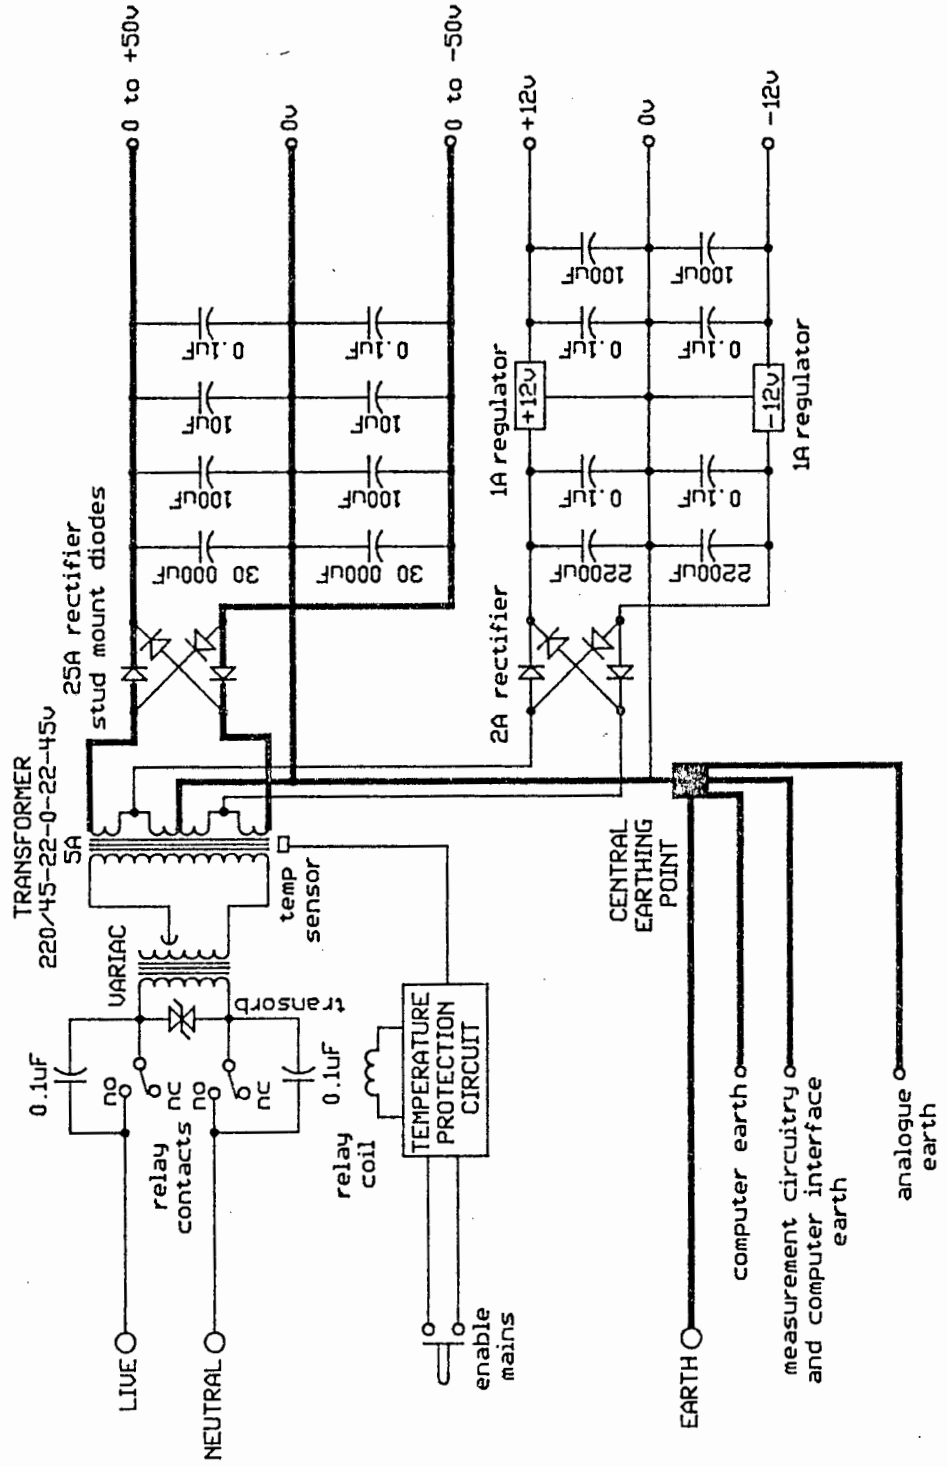 TRANSFORMER
220/45-22-0-22-45v
5A
VARIAC
25A rectifier
stud mount diodes
0 to +50v
0v
0 to -50v
30 000uF
100uF
10uF
0.1uF
30 000uF
100uF
10uF
0.1uF
0.1uF
no
nc
no
nc
LIVE
NEUTRAL
relay
contacts
transorb
0.1uF
temp
sensor
relay
coil
TEMPERATURE
PROTECTION
CIRCUIT
enable
mains
2A rectifier
1A regulator
+12v
+12v
0v
-12v
2200uF
0.1uF
0.1uF
100uF
2200uF
0.1uF
0.1uF
100uF
-12v
1A regulator
CENTRAL
EARTHING
POINT
EARTH
computer earth
measurement circuitry
and computer interface
earth
analogue
earth